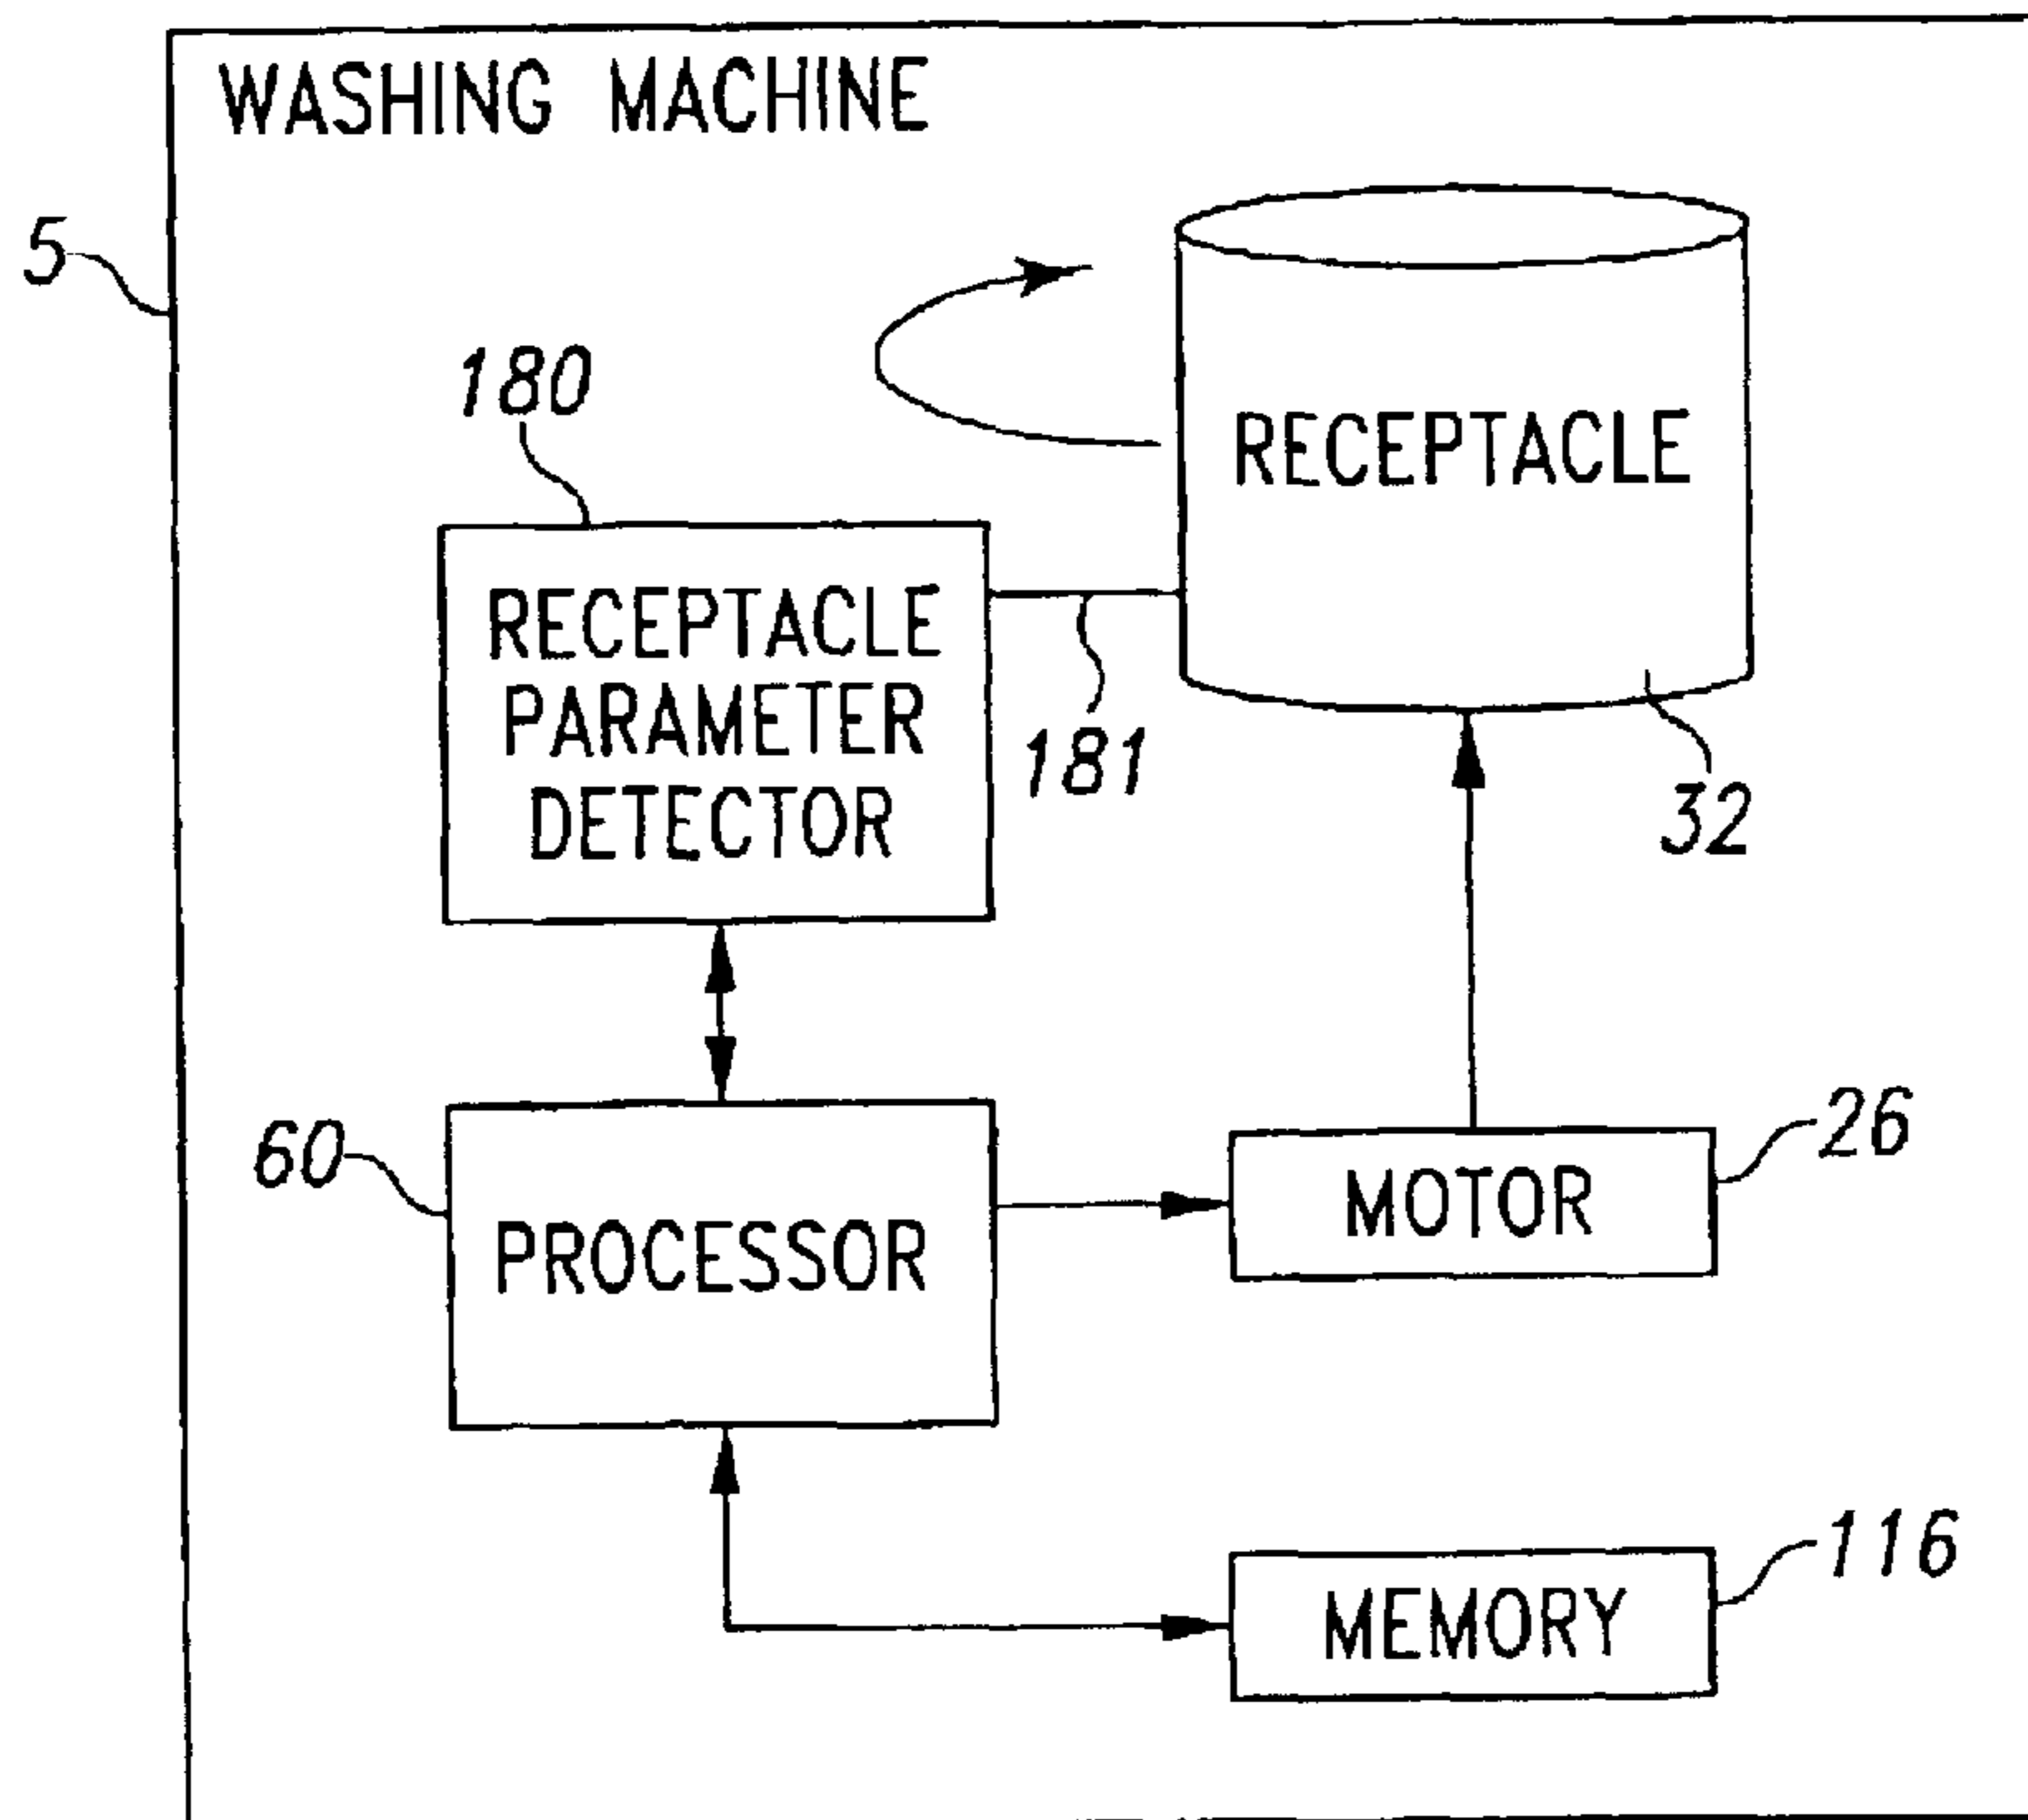 WASHING MACHINE
5
180
RECEPTACLE
RECEPTACLE
PARAMETER
DETECTOR
181
32
60
PROCESSOR
MOTOR
26
MEMORY
116